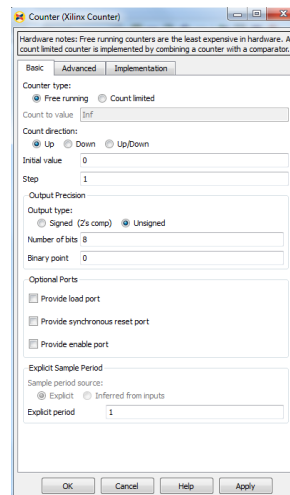 Counter (Xilinx Counter)
Hardware notes: Free running counters are the least expensive in hardware. A
count limited counter is implemented by combining a counter with a comparator.
Basic Advanced Implementation
Counter type:
Free running Count limited
Count to value Inf
Count direction:
Up Down Up/Down
Initial value 0
Step 1
Output Precision
Output type:
Signed (2's comp) Unsigned
Number of bits 8
Binary point 0
Optional Ports
Provide load port
Provide synchronous reset port
Provide enable port
Explicit Sample Period
Sample period source:
Explicit Inferred from inputs
Explicit period 1
OK Cancel Help Apply